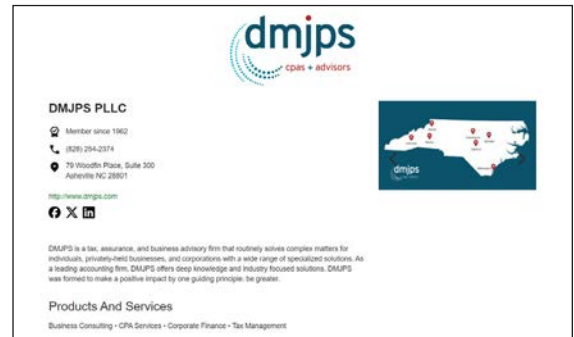 dmjps
cpas + advisors
DMJPS PLLC
Member since 1962
(828) 254-2374
79 Woodfin Place, Suite 300
Asheville NC 28801
http://www.dmjps.com
dmjps
DMJPS is a tax, assurance, and business advisory firm that routinely solves complex matters for
individuals, privately-held businesses, and corporations with a wide range of specialized solutions. As
a leading accounting firm, DMJPS offers deep knowledge and industry focused solutions. DMJPS
was formed to make a positive impact by one guiding principle: be greater.
Products And Services
Business Consulting • CPA Services • Corporate Finance • Tax Management